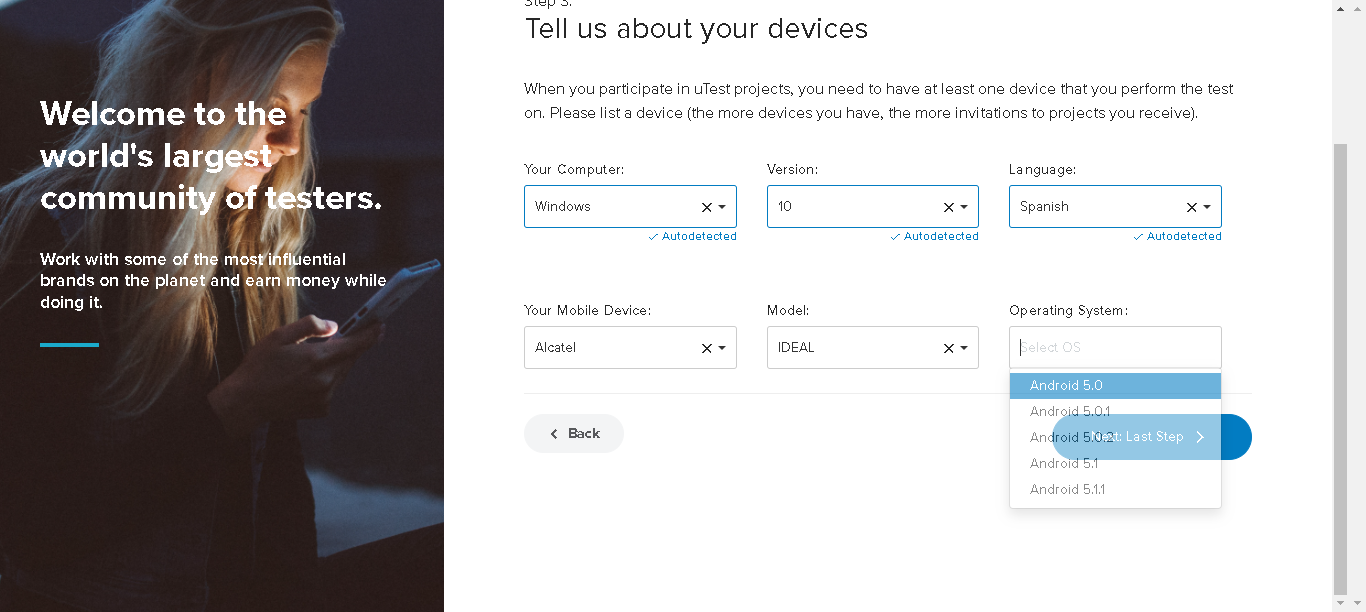 Welcome to the
world's largest
community of testers.
Work with some of the most influential
brands on the planet and earn money while
doing it.
Step 3:
Tell us about your devices
When you participate in uTest projects, you need to have at least one device that you perform the test
on. Please list a device (the more devices you have, the more invitations to projects you receive).
Your Computer:
Version:
Language:
Windows
10
Spanish
Autodetected
Autodetected
Autodetected
Your Mobile Device:
Model:
Operating System:
Alcatel
IDEAL
Select OS
Android 5.0
Android 5.0.1
Android 5.0.2
Android 5.1
Android 5.1.1
Back
Next: Last Step